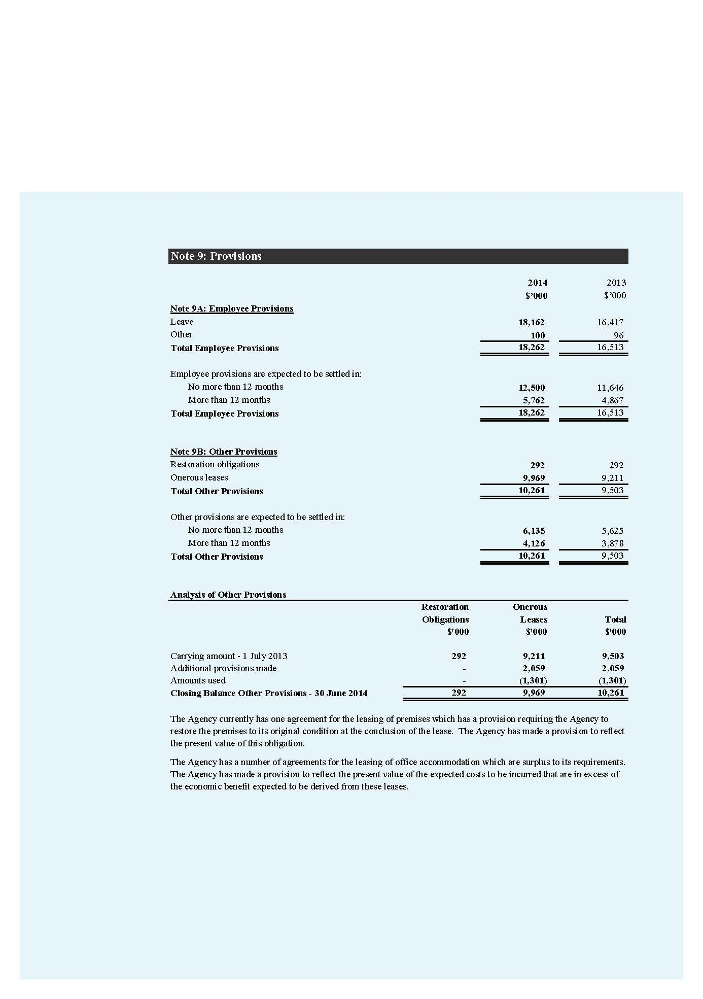 Note 9: Provisions
2014 2013
$’000 $’000
Note 9A: Employee Provisions
Leave 18,162 16,417
Other 100 96
Total Employee Provisions 18,262 16,513
Employee provisions are expected to be settled in:
No more than 12 months 12,500 11,646
More than 12 months 5,762 4,867
Total Employee Provisions 18,262 16,513
Note 9B: Other Provisions
Restoration obligations 292 292
Onerous leases 9,969 9,211
Total Other Provisions 10,261 9,503
Other provisions are expected to be settled in:
No more than 12 months 6,135 5,625
More than 12 months 4,126 3,878
Total Other Provisions 10,261 9,503
Analysis of Other Provisions
Restoration Onerous
Obligations Leases Total
$'000 $'000 $'000
Carrying amount - 1 July 2013 292 9,211 9,503
Additional provisions made - 2,059 2,059
Amounts used - (1,301) (1,301)
Closing Balance Other Provisions - 30 June 2014 292 9,969 10,261
The Agency currently has one agreement for the leasing of premises which has a provision requiring the Agency to
restore the premises to its original condition at the conclusion of the lease. The Agency has made a provision to reflect
the present value of this obligation.
The Agency has a number of agreements for the leasing of office accommodation which are surplus to its requirements.
The Agency has made a provision to reflect the present value of the expected costs to be incurred that are in excess of
the economic benefit expected to be derived from these leases.